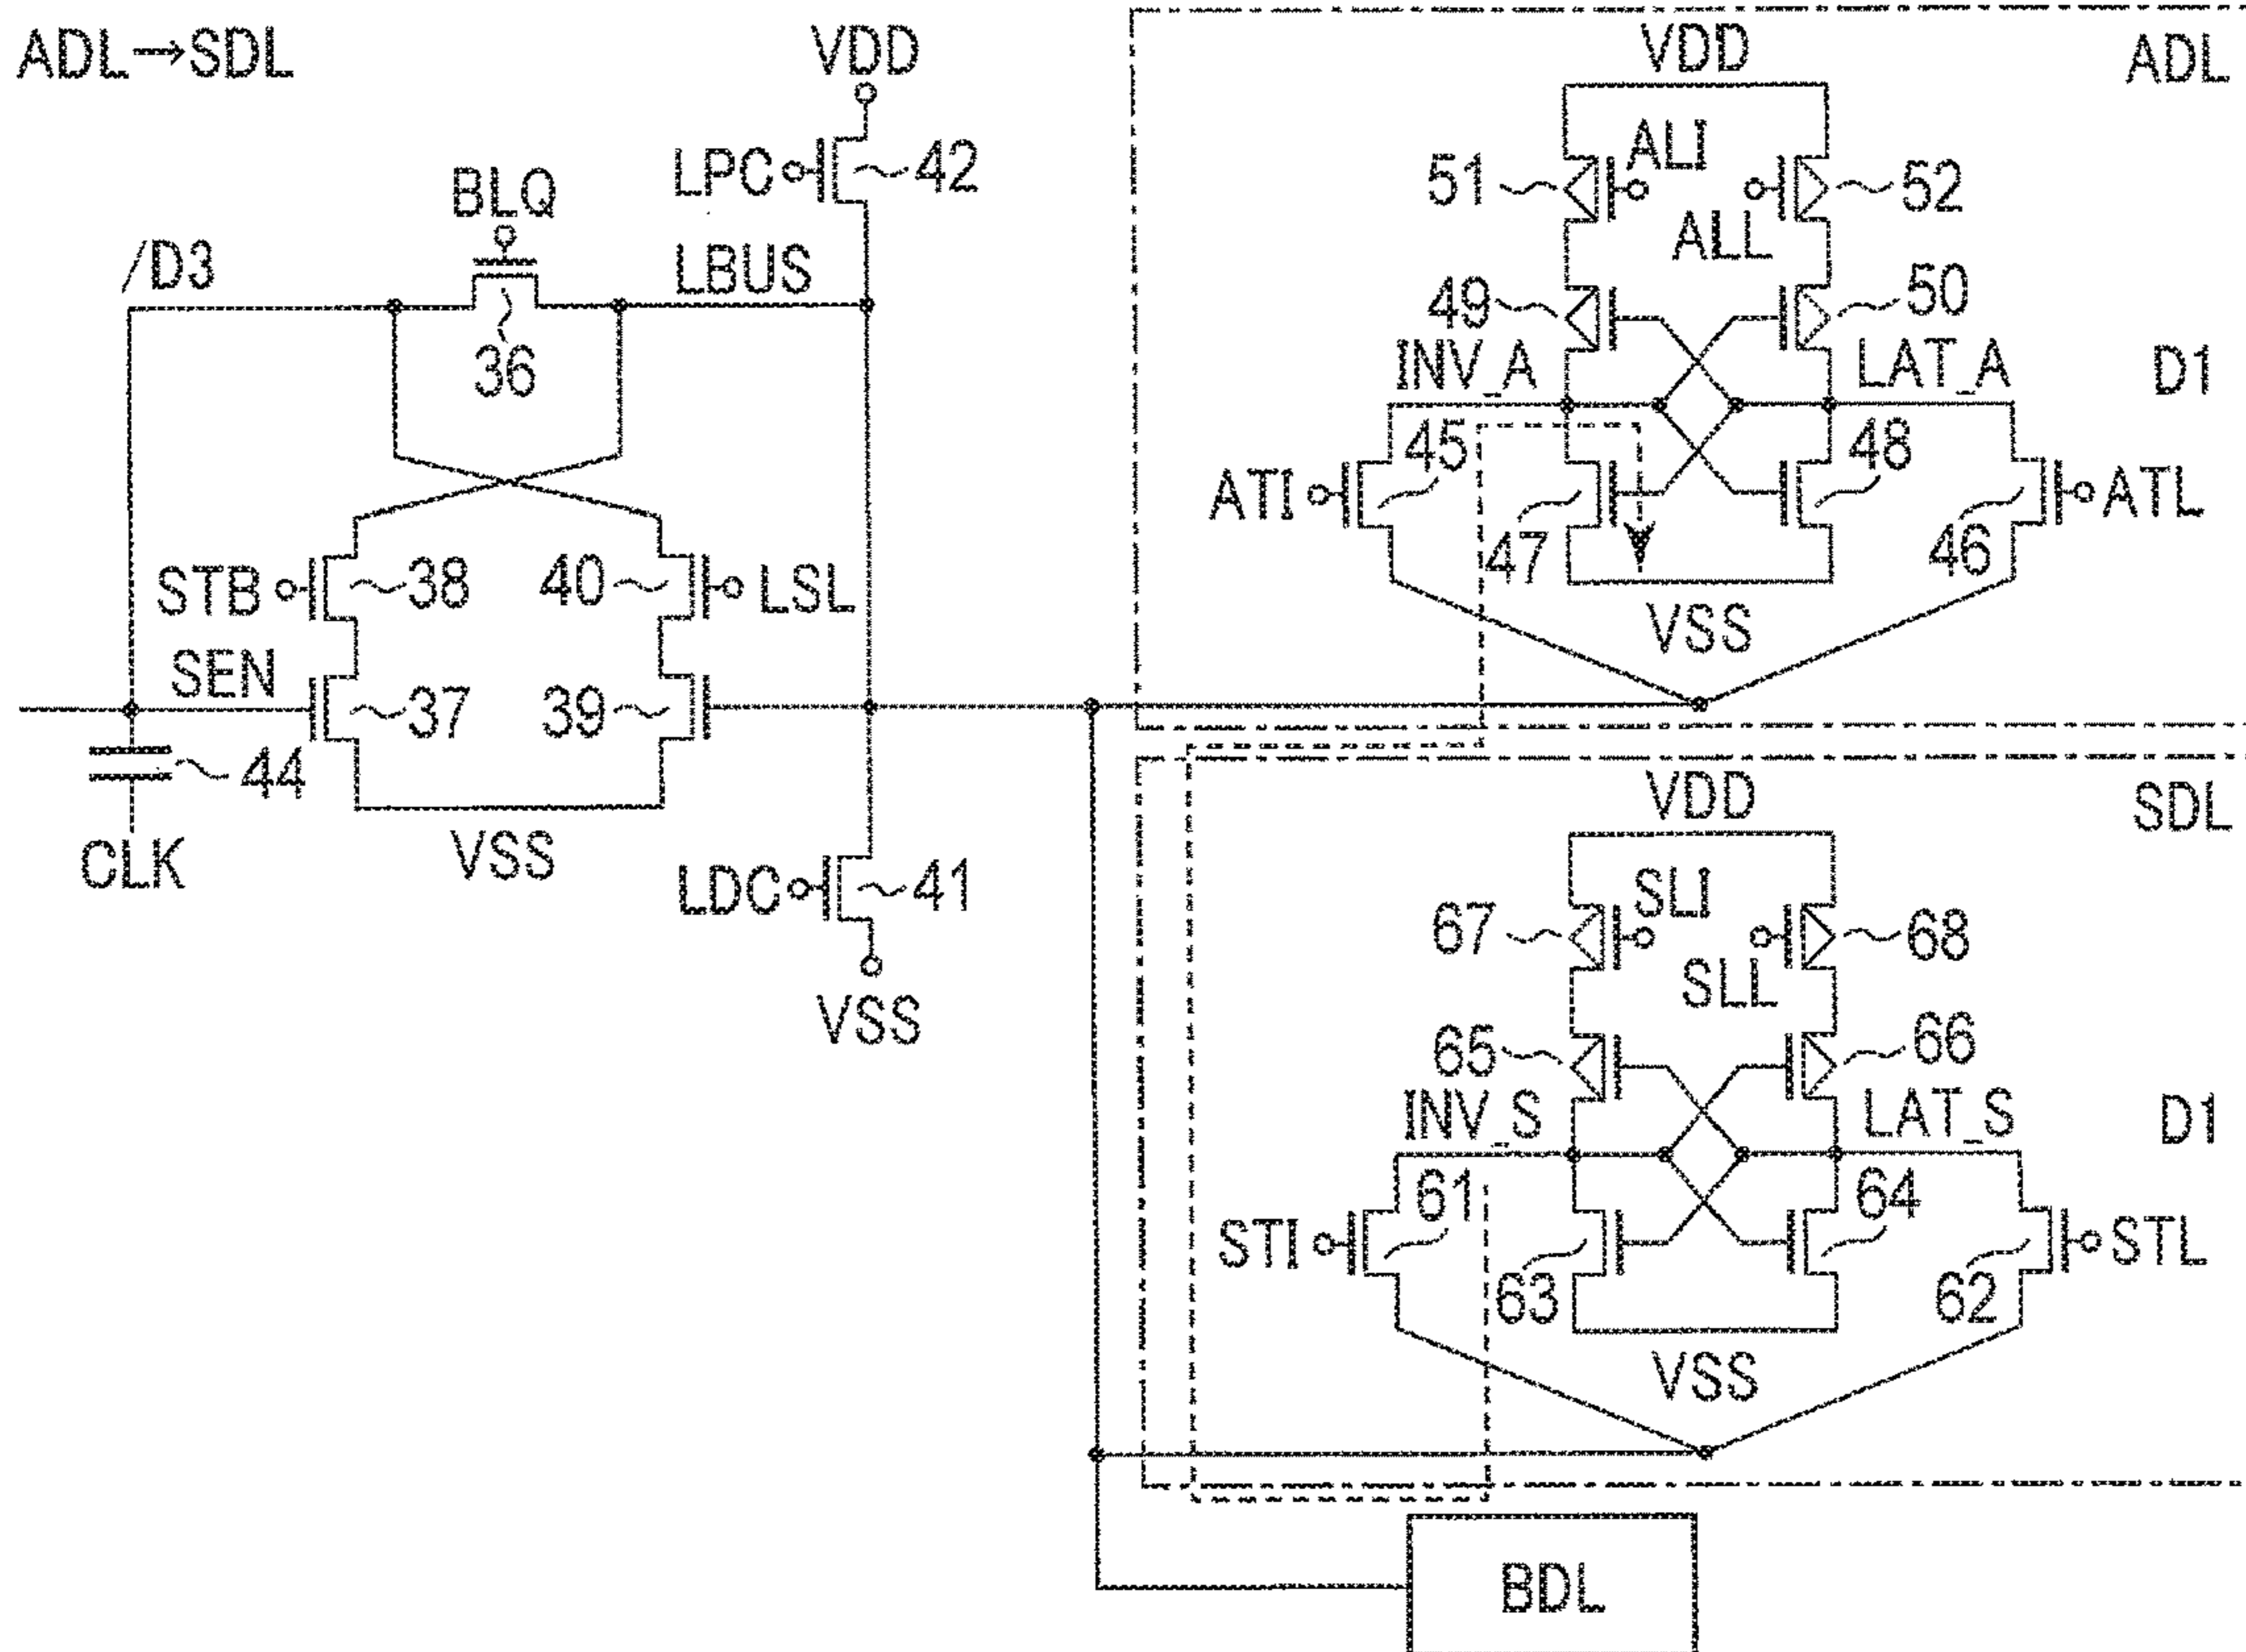 ADL→SDL
VDD
LPC
42
BLQ
/D3
LBUS
36
STB
38
40
LSL
SEN
37
39
44
CLK
VSS
LDC
41
VSS
VDD
ADL
51
ALI
52
ALL
49
50
INV_A
LAT_A
D1
45
48
ATI
ATL
47
46
VSS
VDD
SDL
67
SLI
68
SLL
65
66
INV_S
LAT_S
D1
61
64
STI
STL
63
62
VSS
BDL